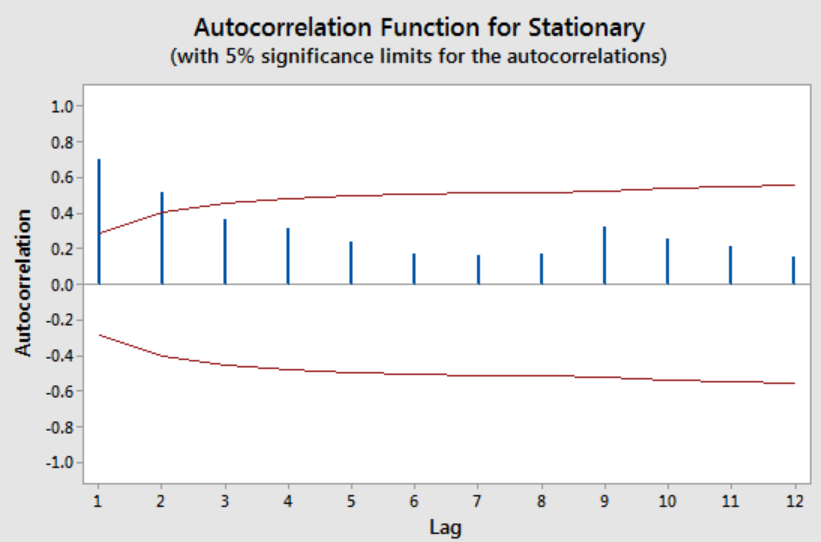 Autocorrelation Function for Stationary
(with 5% significance limits for the autocorrelations)
1.0
0.8
0.6
0.4
0.2
0.0
-0.2
-0.4
-0.6
-0.8
-1.0
Autocorrelation
1 2 3 4 5 6 7 8 9 10 11 12
Lag